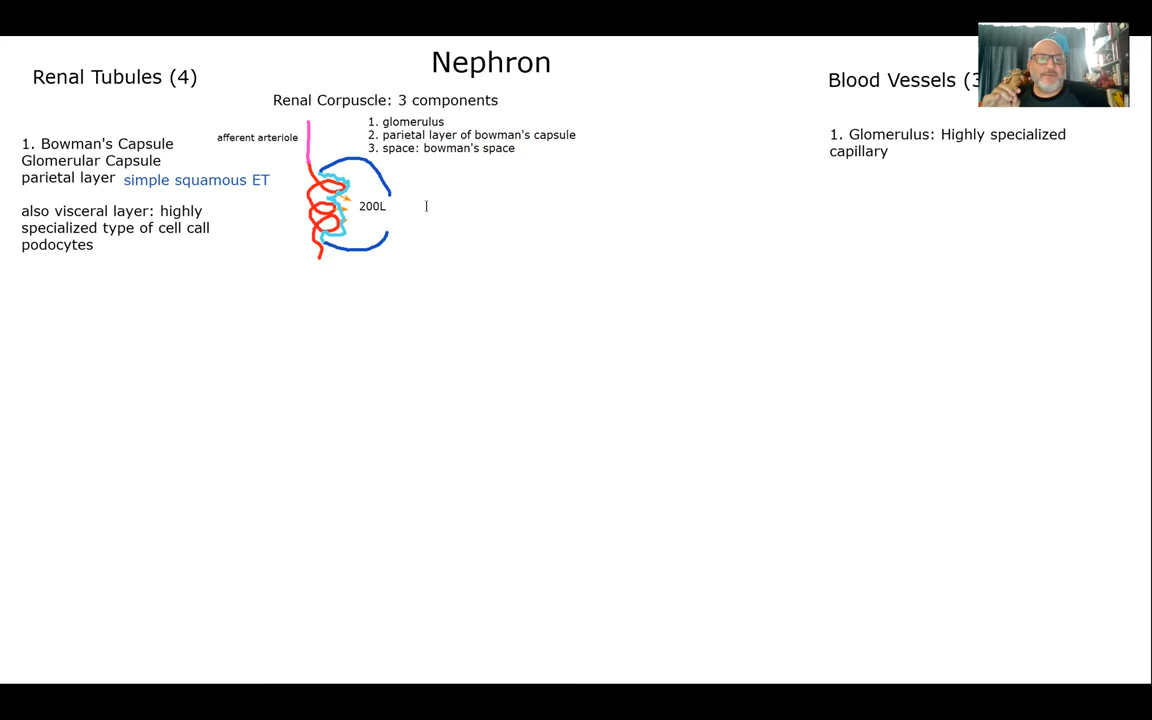 Nephron
Renal Tubules (4)
Blood Vessels (3
Renal Corpuscle: 3 components
1. glomerulus
2. parietal layer of bowman's capsule
3. space: bowman's space
afferent arteriole
1. Bowman's Capsule
Glomerular Capsule
parietal layer simple squamous ET
also visceral layer: highly
specialized type of cell call
podocytes
200L
1. Glomerulus: Highly specialized
capillary